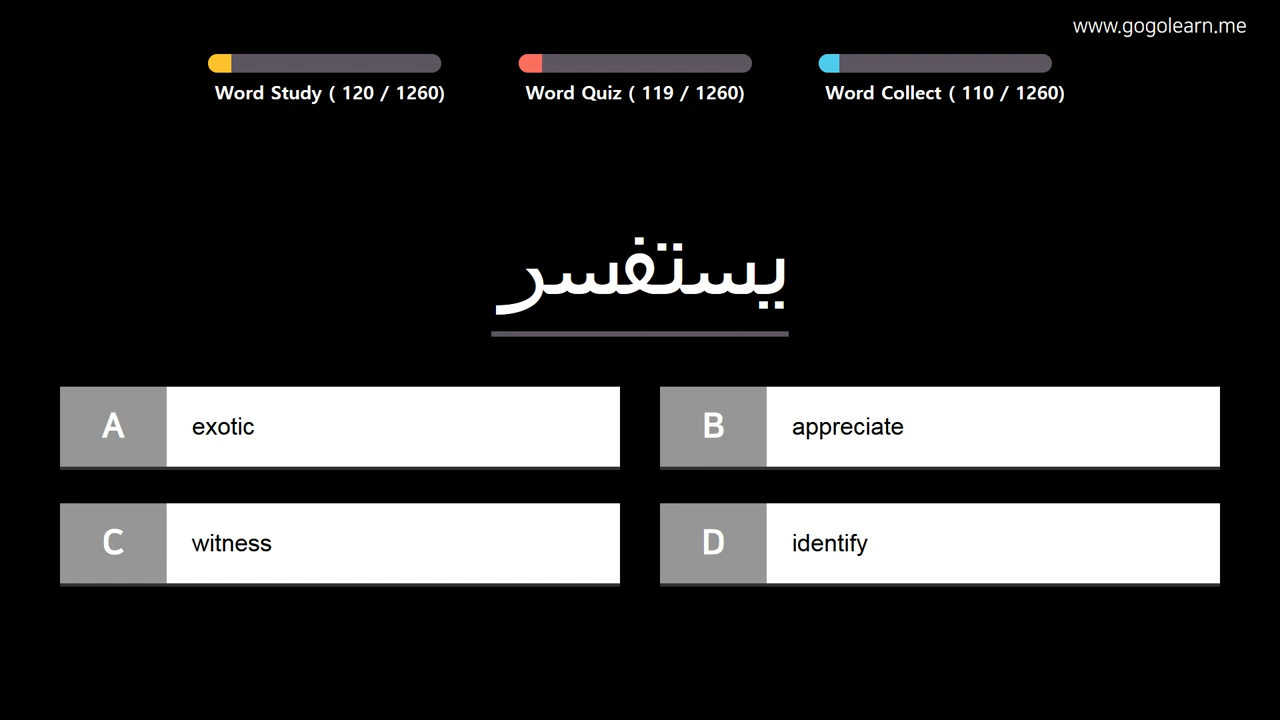 www.gogolearn.me
Word Study ( 120 / 1260)
Word Quiz ( 119 / 1260)
Word Collect ( 110 / 1260)
يستفسر
A exotic
B appreciate
C witness
D identify